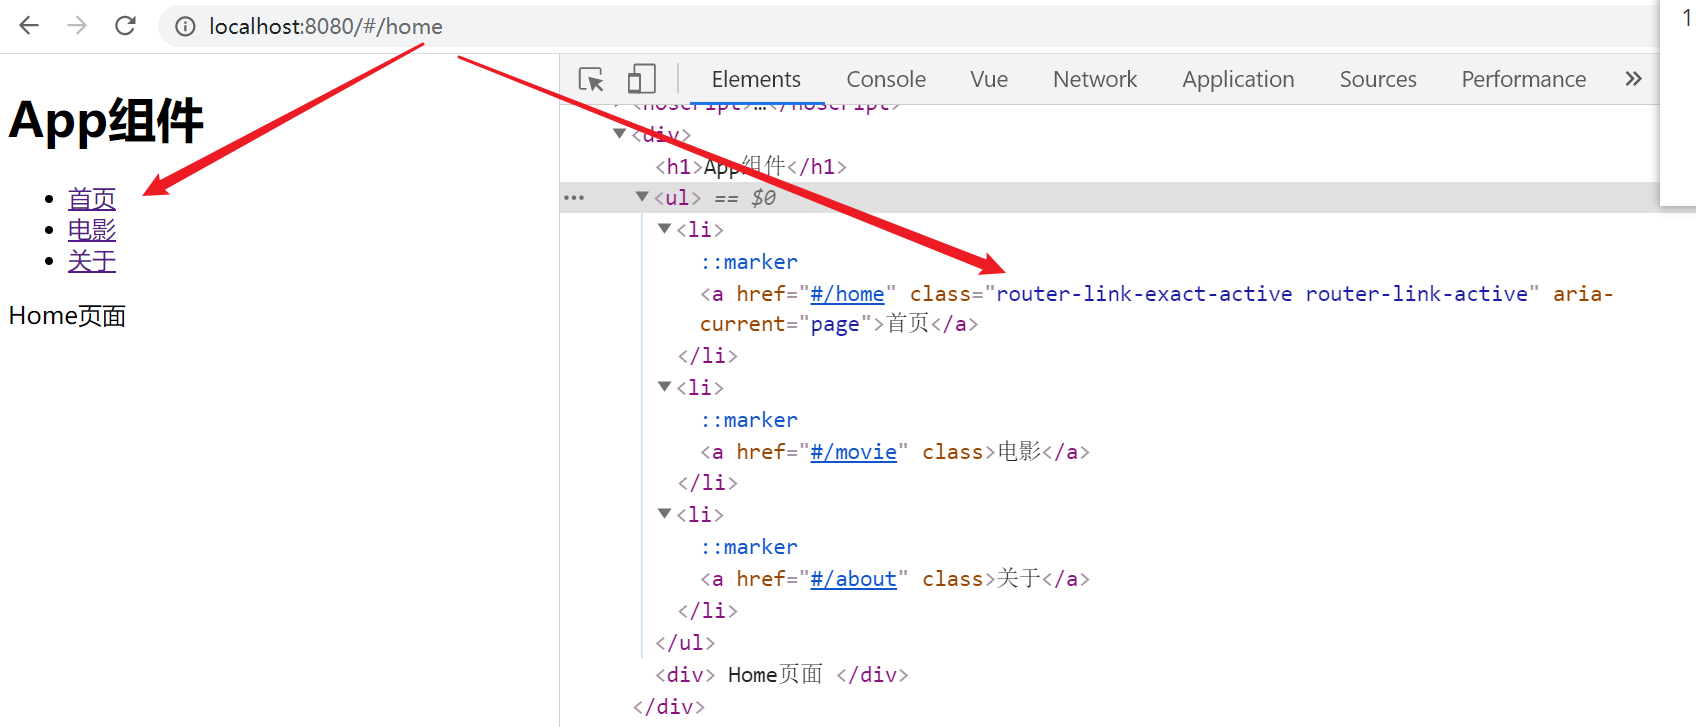 localhost:8080/#/home
1
App组件
首页
电影
关于
Home页面
Elements Console Vue Network Application Sources Performance »
<noscript>…</noscript>
<div>
<h1>App组件</h1>
<ul> == $0
<li>
::marker
<a href="#/home" class="router-link-exact-active router-link-active" aria-
current="page">首页</a>
</li>
<li>
::marker
<a href="#/movie" class>电影</a>
</li>
<li>
::marker
<a href="#/about" class>关于</a>
</li>
</ul>
<div> Home页面 </div>
</div>